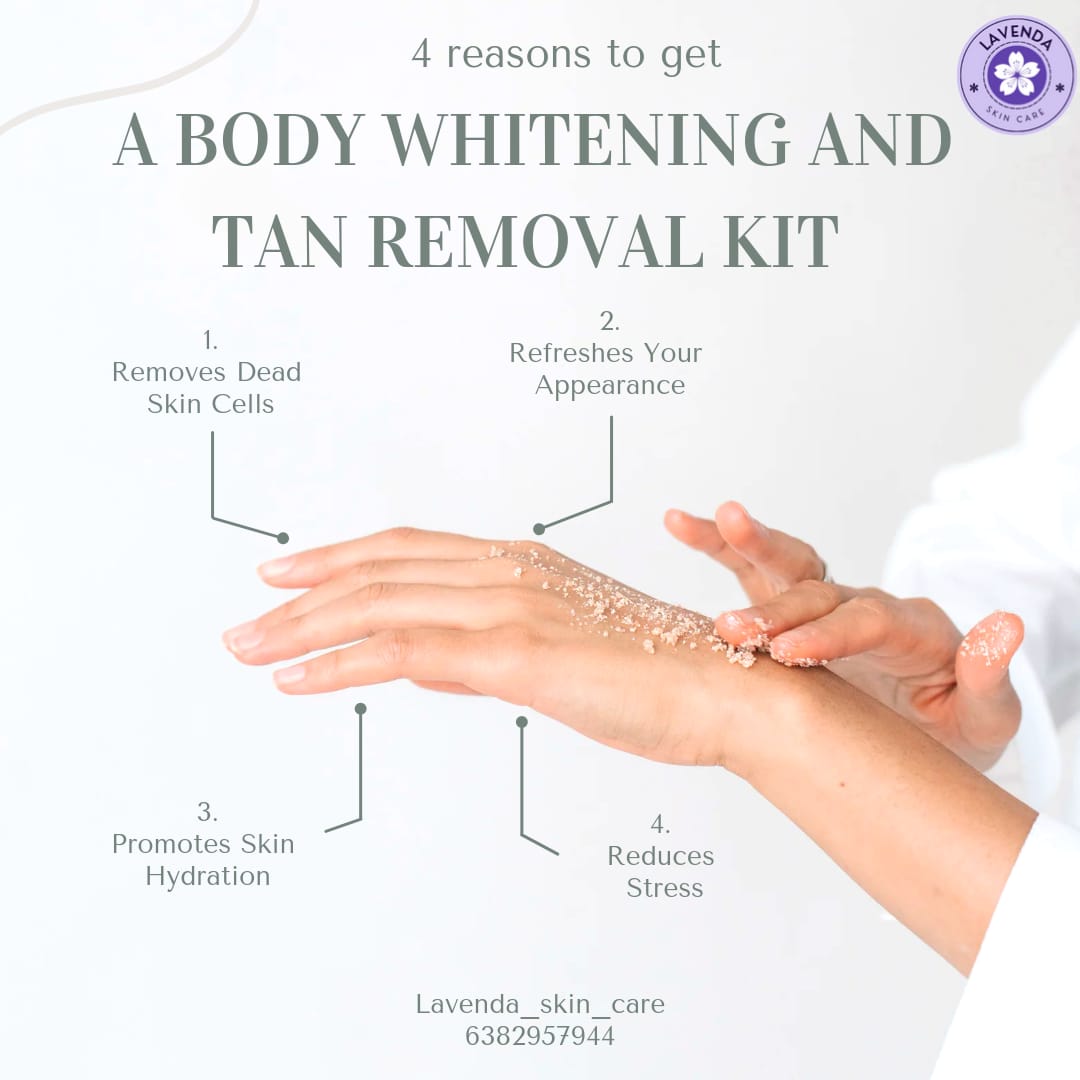 4 reasons to get
A BODY WHITENING AND
TAN REMOVAL KIT
LAVENDA
SKIN CARE
1.
Removes Dead
Skin Cells
2.
Refreshes Your
Appearance
3.
Promotes Skin
Hydration
4.
Reduces
Stress
Lavenda_skin_care
6382957944